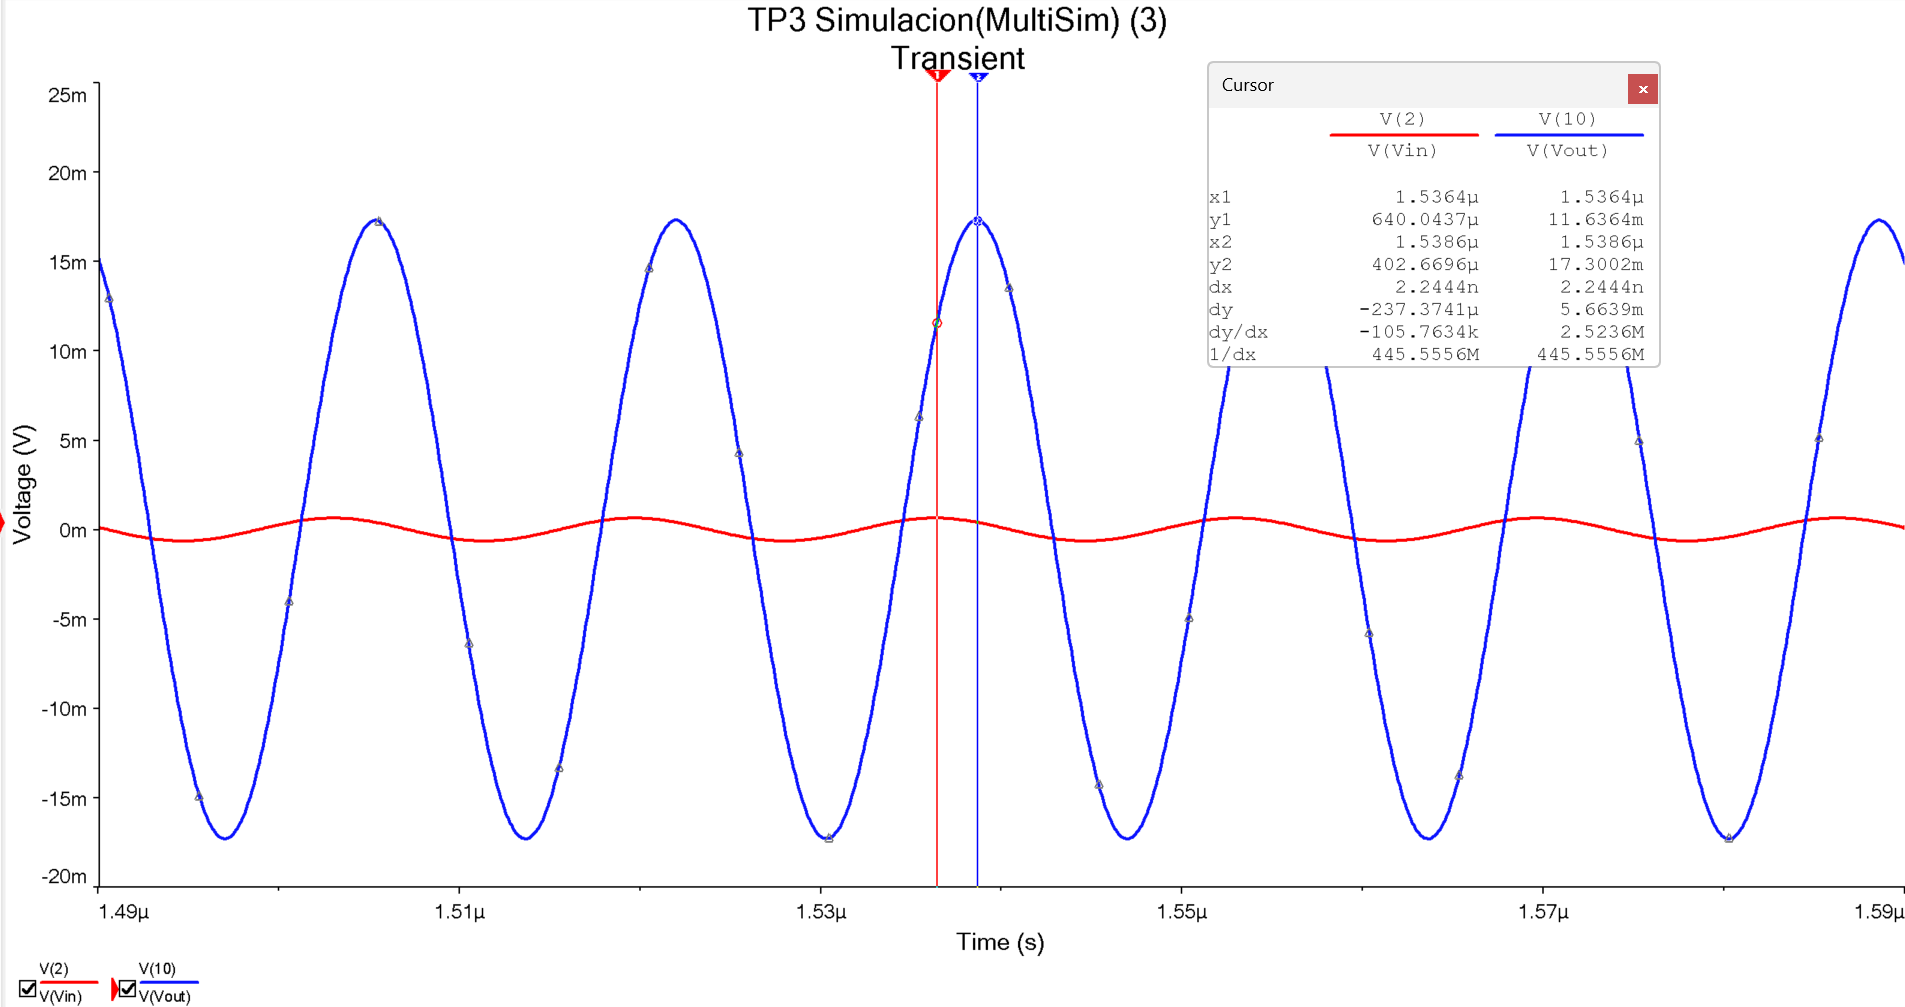 TP3 Simulacion(MultiSim) (3)
Transient
1 2
Cursor x
V(2) V(10)
V(Vin) V(Vout)
x1 1.5364µ 1.5364µ
y1 640.0437µ 11.6364m
x2 1.5386µ 1.5386µ
y2 402.6696µ 17.3002m
dx 2.2444n 2.2444n
dy -237.3741µ 5.6639m
dy/dx -105.7634k 2.5236M
1/dx 445.5556M 445.5556M
25m
20m
15m
10m
5m
0m
-5m
-10m
-15m
-20m
Voltage (V)
1.49µ 1.51µ 1.53µ 1.55µ 1.57µ 1.59µ
Time (s)
V(2) V(10)
V(Vin) V(Vout)